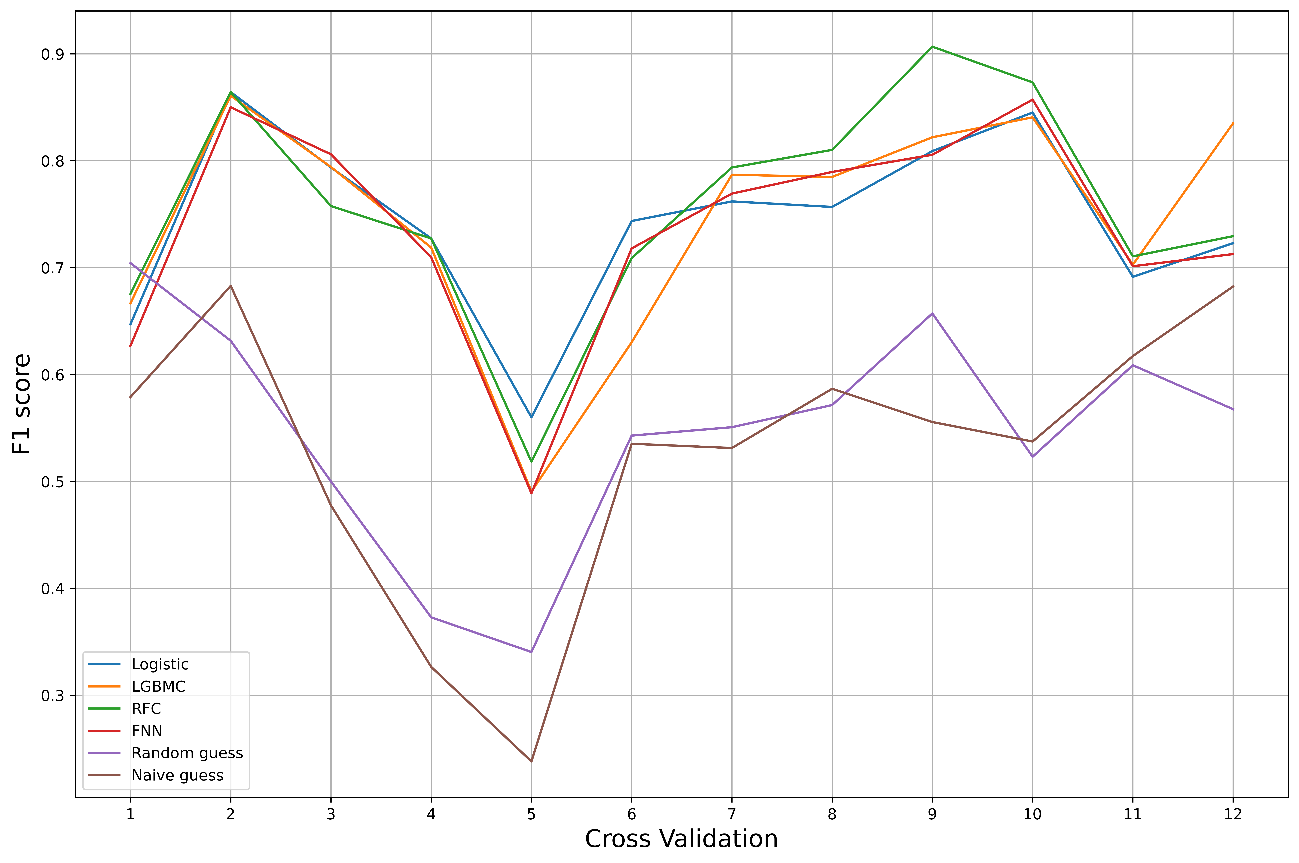 0.9
0.8
0.7
0.6
0.5
0.4
0.3
F1 score
Logistic
LGBMC
RFC
FNN
Random guess
Naive guess
1 2 3 4 5 6 7 8 9 10 11 12
Cross Validation